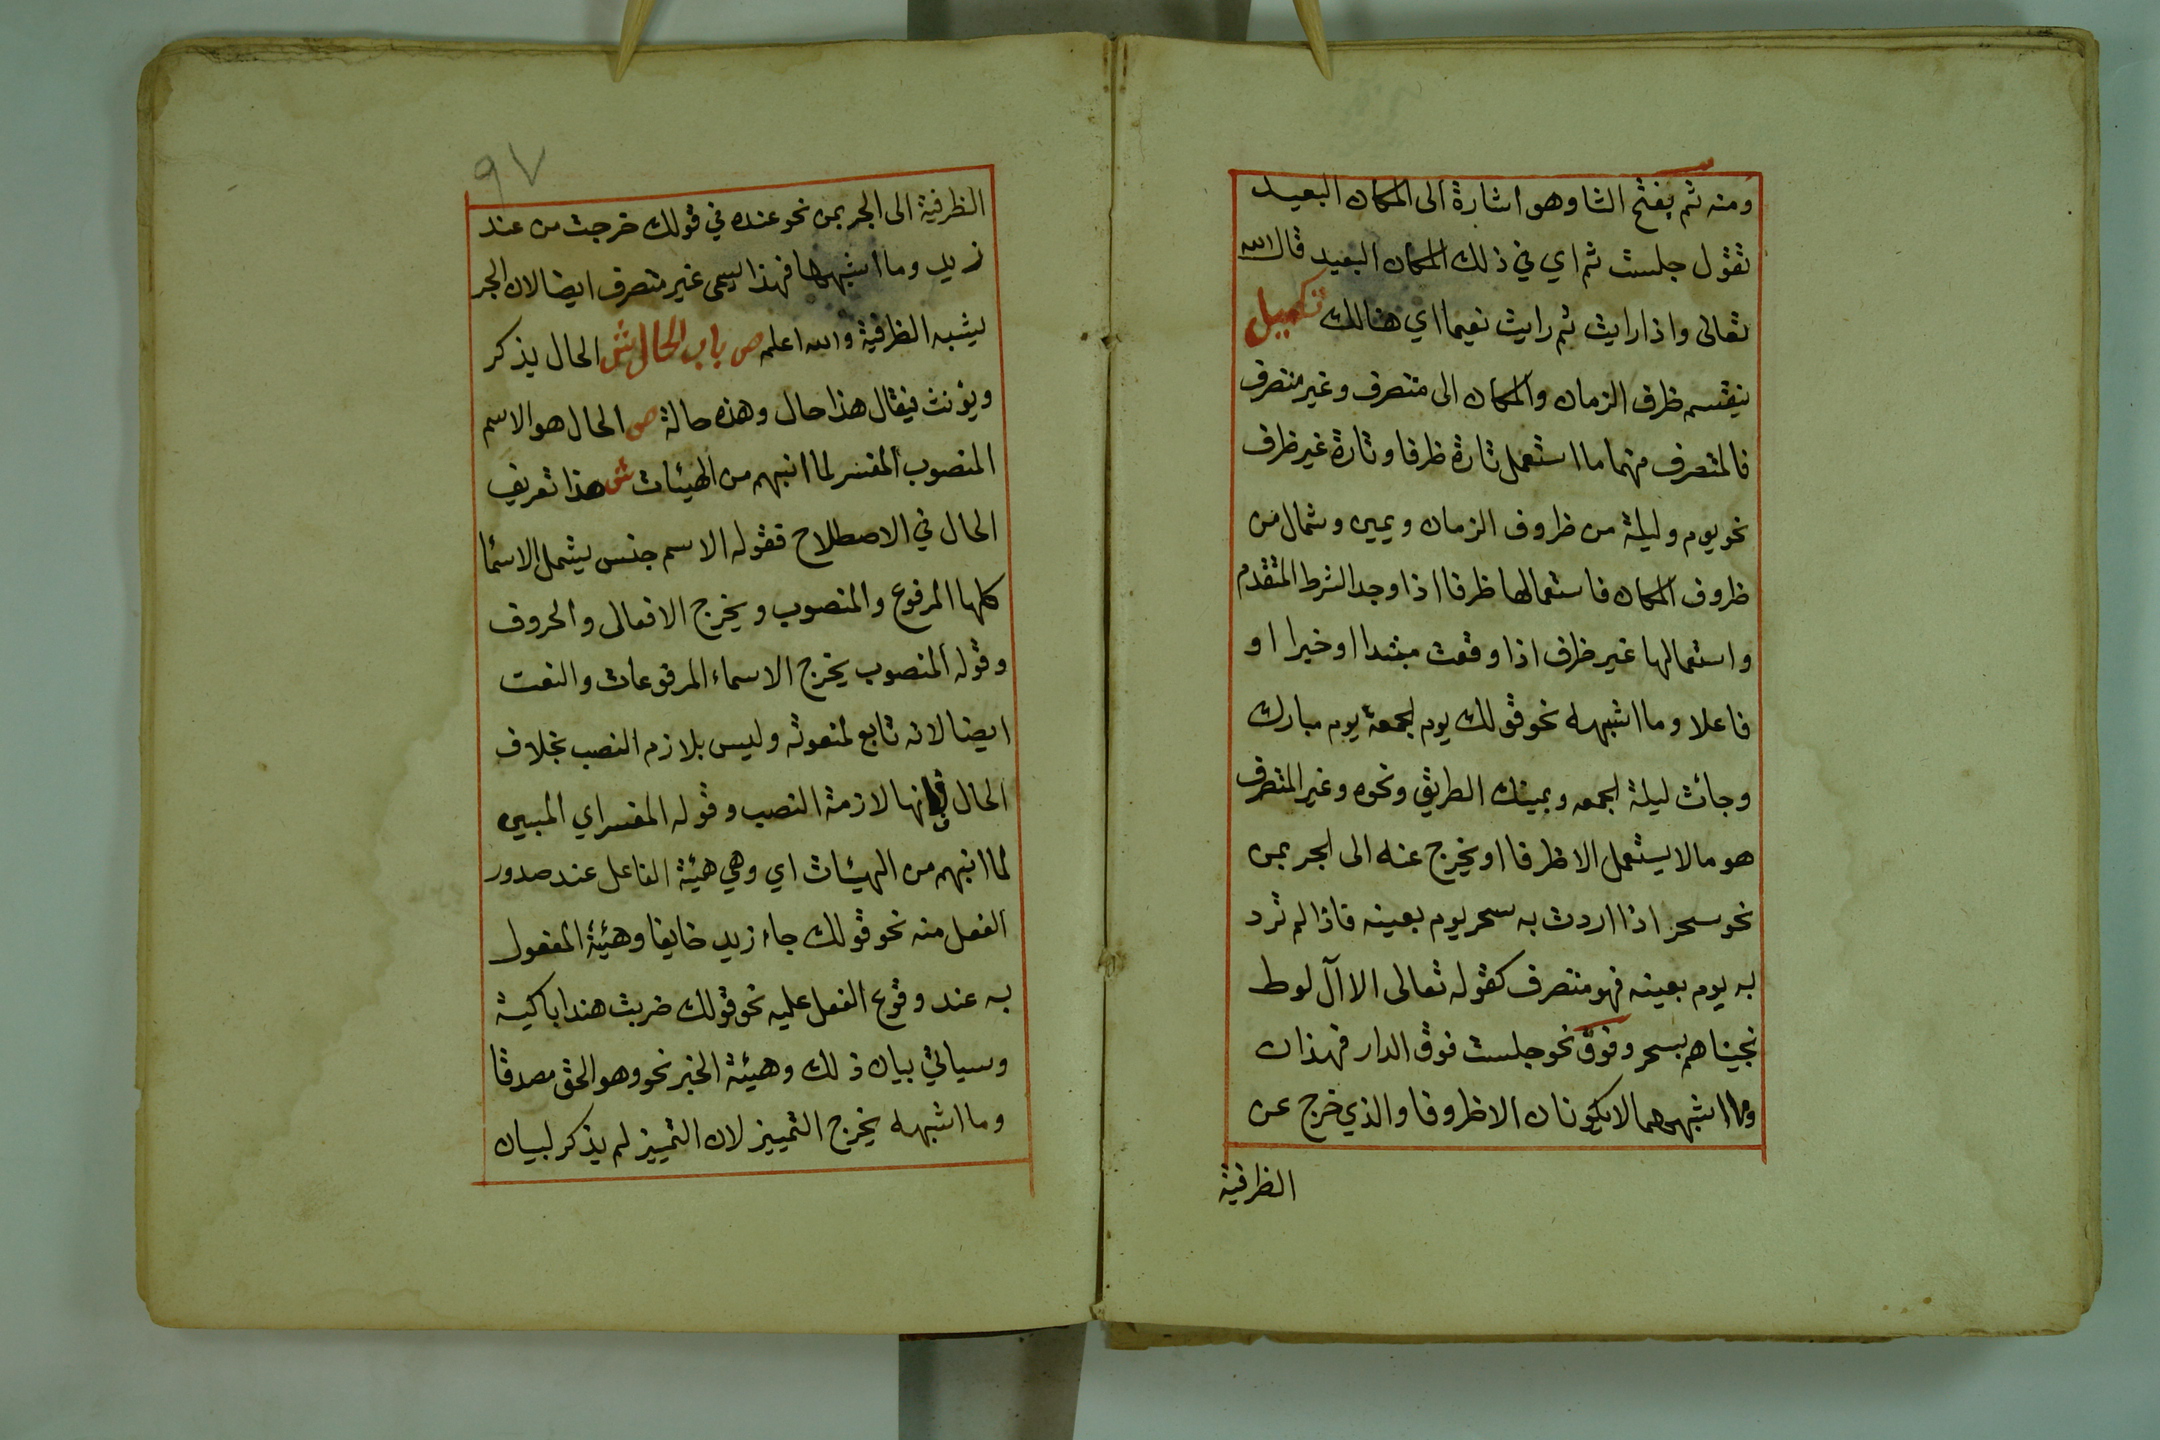 ومنه ثم بفتح الثا وهو اشارة الى المكان البعيد
تقول جلست ثم اي في ذلك المكان البعيد قال الله
تعالى واذا رايت ثم رايت نعيما اي هنالك تكميل
ينقسم ظرف الزمان والمكان الى متصرف وغير متصرف
فالمتصرف منهما ما استعمل تارة ظرفا وتارة غير ظرف
نحو يوم وليلة من ظروف الزمان ويمين وشمال من
ظروف المكان فاستعمالها ظرفا اذا وجد الشرط المتقدم
واستعمالها غير ظرف اذا وقعت مبتدا او خبرا او
فاعلا وما اشبهه نحو قولك يوم الجمعة يوم مبارك
وجائت ليلة الجمعه ويمينك الطريق ونحوه وغير المتصرف
هو مالا يستعمل الا ظرفا او يخرج عنه الى الجر بمن
نحو سحر اذا اردت به سحر يوم بعينه فاذا لم ترد
به يوم بعينه فهو متصرف كقوله تعالى الا آل لوط
نجيناهم بسحر وفوق نحو جلست فوق الدار فهذان
وما اشبههما لا يكونان الا ظروفا والذي خرج عن
الظرفية
٩٧
الظرفية الى الجر بمن نحو عنده في قولك خرجت من عند
زيد وما اشبهها فهذا يسمى غير متصرف ايضا لان الجر
يشبه الظرفية والله اعلم ص باب الحال ش الحال يذكر
ويؤنث فيقال هذا حال وهذه حالة ص الحال هو الاسم
المنصوب المفسر لما انبهم من الهيئات ش هذا تعريف
الحال في الاصطلاح فقوله الاسم جنس يشمل الاسما
كلها المرفوع والمنصوب ويخرج الافعال والحروف
وقوله المنصوب يخرج الاسماء المرفوعات والنعت
ايضا لانه تابع لمنعوته وليس بلازم النصب بخلاف
الحال فانها لازمة النصب وقوله المفسر اي المبين
لما انبهم من الهيئات اي وهي هيئة الفاعل عند صدور
الفعل منه نحو قولك جاء زيد خايفا وهيئة المفعول
به عند وقوع الفعل عليه نحو قولك ضربت هندا باكية
وسيائي بيان ذلك وهيئة الخبر نحو وهو الحق مصدقا
وما اشبهه يخرج التمييز لان التمييز لم يذكر لبيان